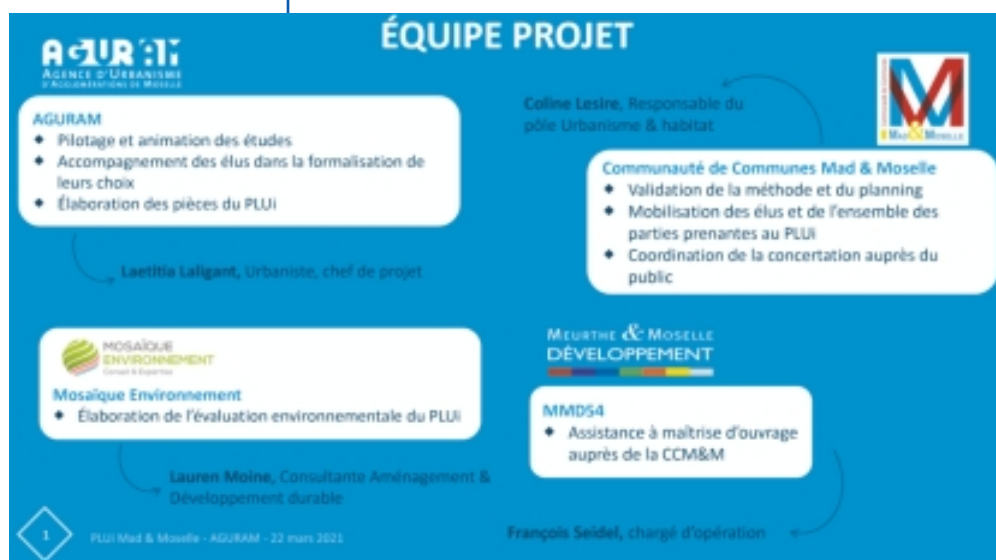 ÉQUIPE PROJET
AGURAM
AGENCE D'URBANISME
D'AGGLOMÉRATIONS DE MOSELLE
AGURAM
Pilotage et animation des études
Accompagnement des élus dans la formalisation de
leurs choix
Élaboration des pièces du PLUi
Laetitia Laligant, Urbaniste, chef de projet
Coline Lesire, Responsable du
pôle Urbanisme & habitat
MAD & MOSELLE
Communauté de Communes Mad & Moselle
Validation de la méthode et du planning
Mobilisation des élus et de l'ensemble des
parties prenantes au PLUi
Coordination de la concertation auprès du
public
MOSAÏQUE
ENVIRONNEMENT
Conseil & Expertise
Mosaïque Environnement
Élaboration de l'évaluation environnementale du PLUi
Lauren Moine, Consultante Aménagement &
Développement durable
MEURTHE & MOSELLE
DÉVELOPPEMENT
MMD54
Assistance à maîtrise d'ouvrage
auprès de la CCM&M
François Seidel, chargé d'opération
1
PLUi Mad & Moselle - AGURAM - 22 mars 2021